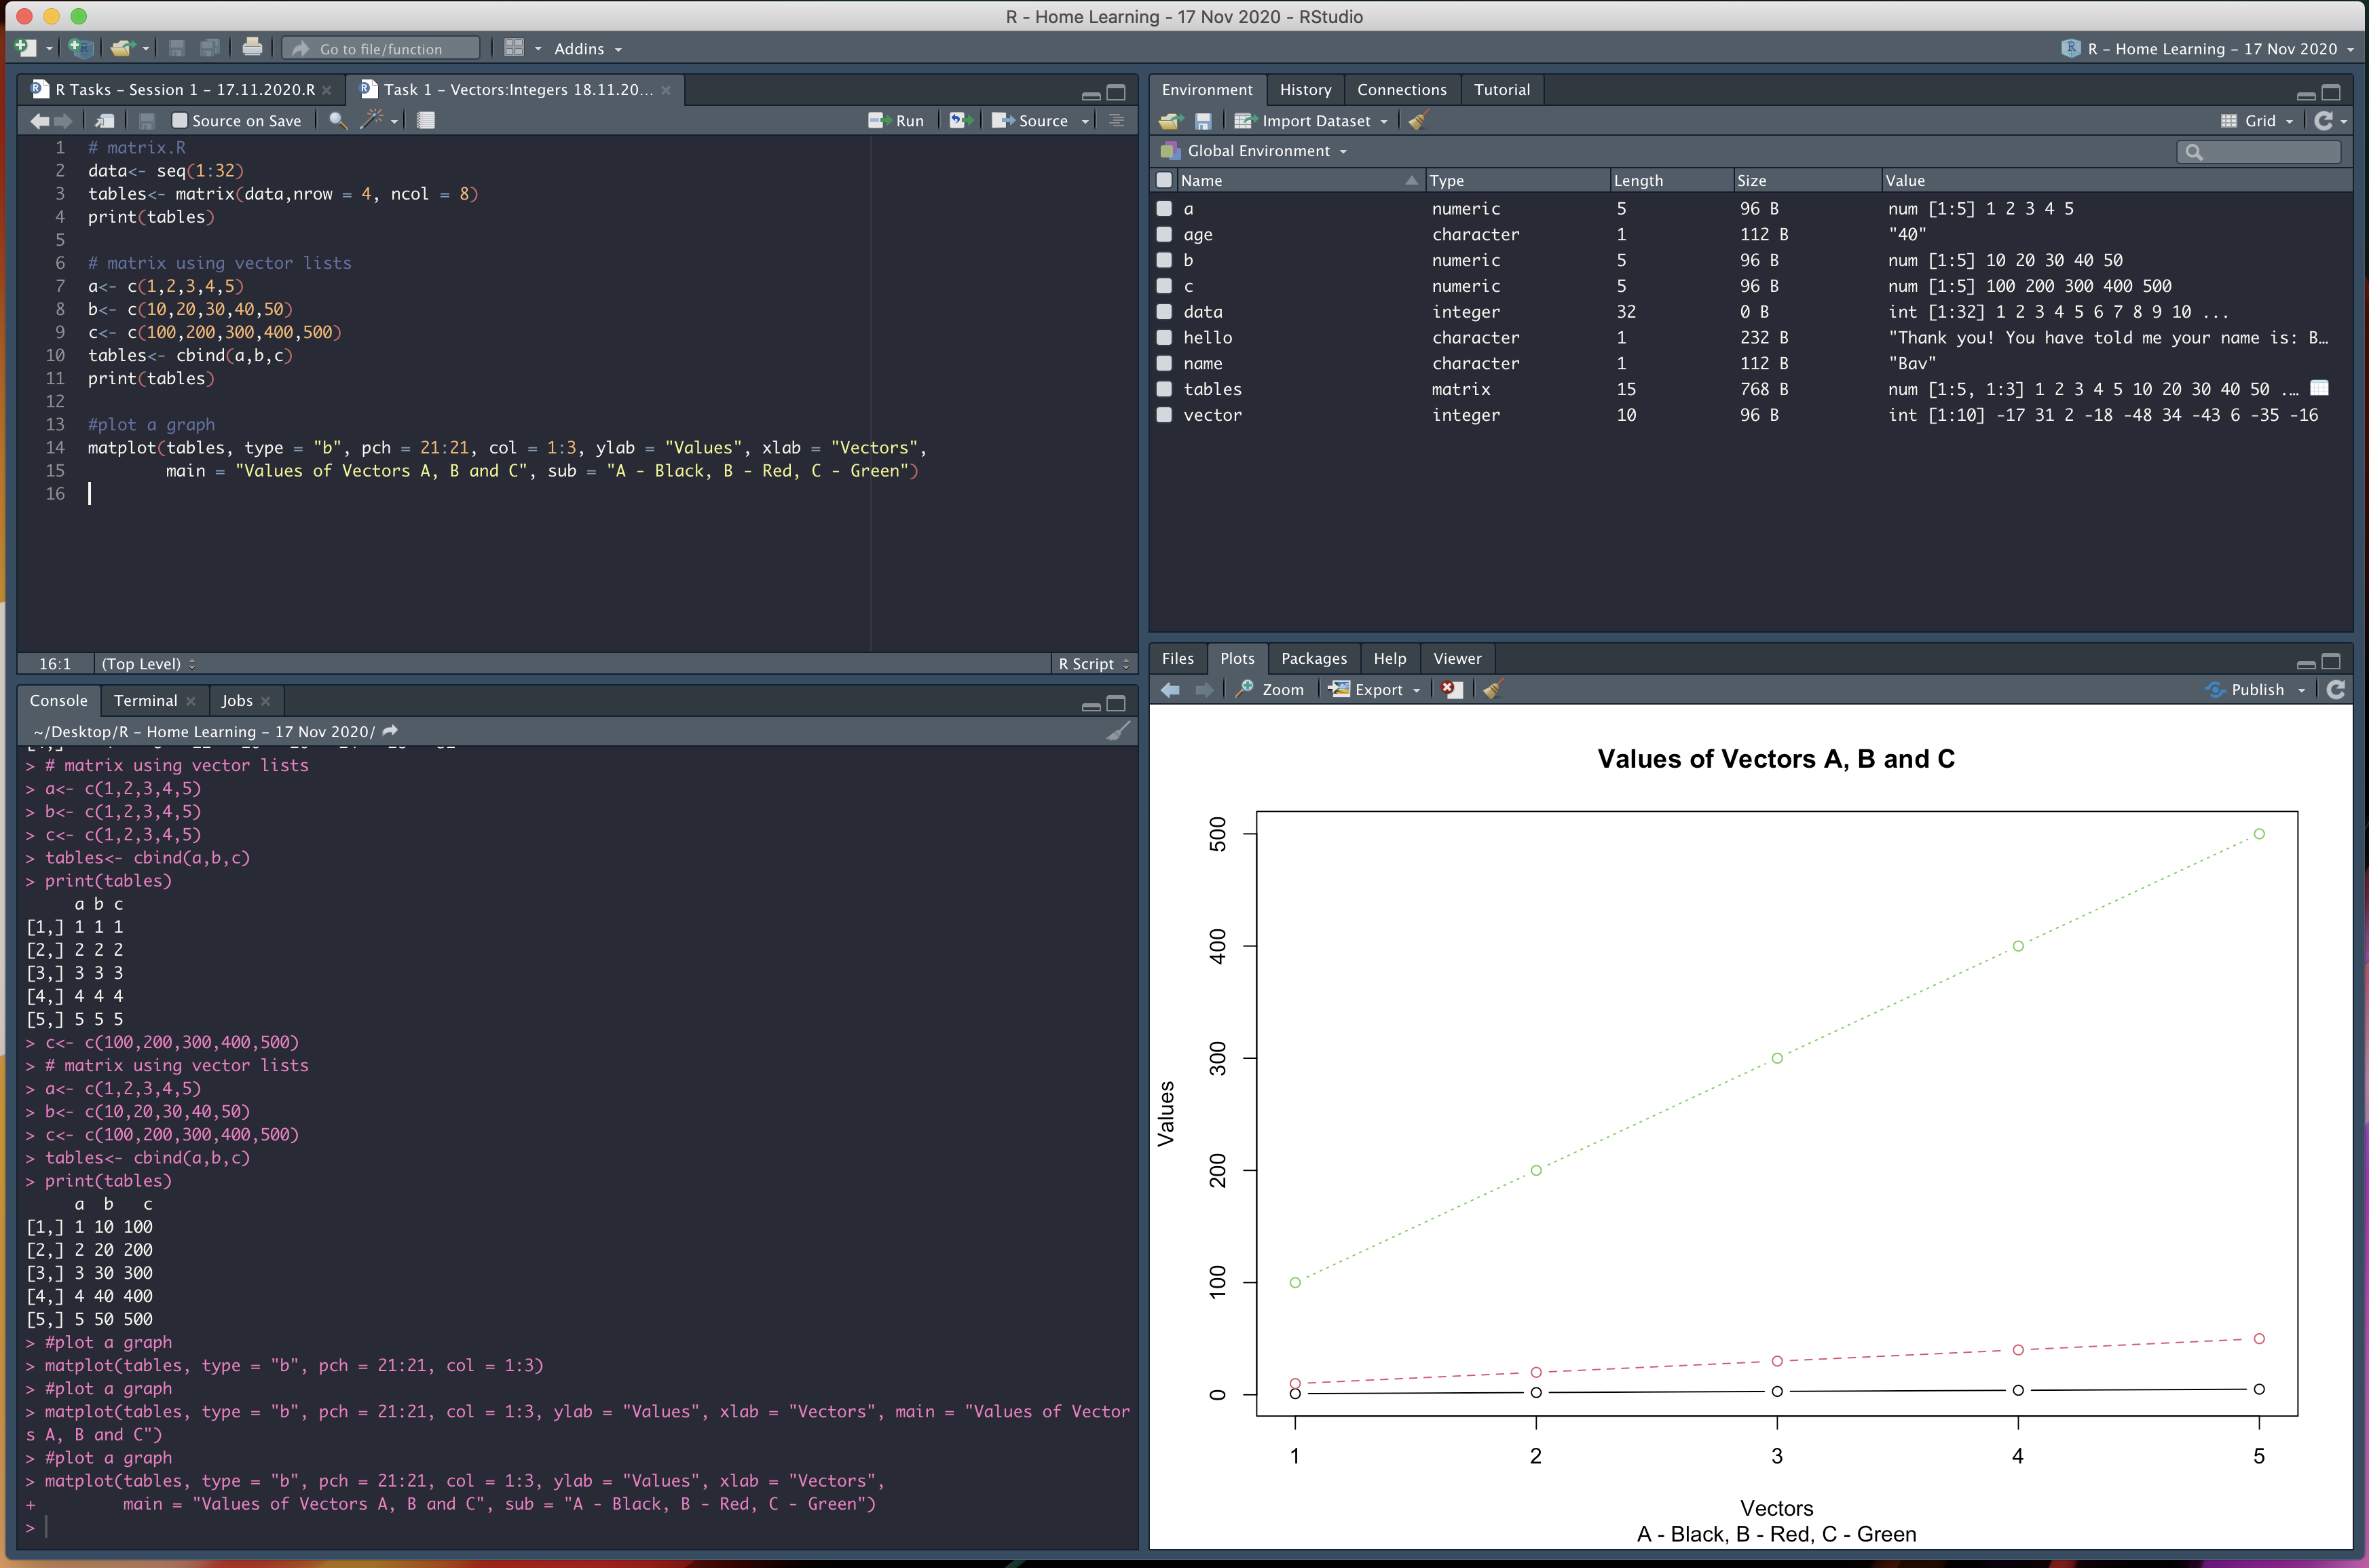 R - Home Learning - 17 Nov 2020 - RStudio
Go to file/function
Addins
R - Home Learning - 17 Nov 2020
R Tasks - Session 1 - 17.11.2020.R
Task 1 - Vectors:Integers 18.11.20...
Source on Save
Run
Source
1 # matrix.R
2 data<- seq(1:32)
3 tables<- matrix(data,nrow = 4, ncol = 8)
4 print(tables)
5
6 # matrix using vector lists
7 a<- c(1,2,3,4,5)
8 b<- c(10,20,30,40,50)
9 c<- c(100,200,300,400,500)
10 tables<- cbind(a,b,c)
11 print(tables)
12
13 #plot a graph
14 matplot(tables, type = "b", pch = 21:21, col = 1:3, ylab = "Values", xlab = "Vectors",
15 main = "Values of Vectors A, B and C", sub = "A - Black, B - Red, C - Green")
16
16:1 (Top Level) R Script
Console Terminal Jobs
~/Desktop/R - Home Learning - 17 Nov 2020/
> # matrix using vector lists
> a<- c(1,2,3,4,5)
> b<- c(1,2,3,4,5)
> c<- c(1,2,3,4,5)
> tables<- cbind(a,b,c)
> print(tables)
a b c
[1,] 1 1 1
[2,] 2 2 2
[3,] 3 3 3
[4,] 4 4 4
[5,] 5 5 5
> c<- c(100,200,300,400,500)
> # matrix using vector lists
> a<- c(1,2,3,4,5)
> b<- c(10,20,30,40,50)
> c<- c(100,200,300,400,500)
> tables<- cbind(a,b,c)
> print(tables)
a b c
[1,] 1 10 100
[2,] 2 20 200
[3,] 3 30 300
[4,] 4 40 400
[5,] 5 50 500
> #plot a graph
> matplot(tables, type = "b", pch = 21:21, col = 1:3)
> #plot a graph
> matplot(tables, type = "b", pch = 21:21, col = 1:3, ylab = "Values", xlab = "Vectors", main = "Values of Vector
s A, B and C")
> #plot a graph
> matplot(tables, type = "b", pch = 21:21, col = 1:3, ylab = "Values", xlab = "Vectors",
+ main = "Values of Vectors A, B and C", sub = "A - Black, B - Red, C - Green")
>
Environment History Connections Tutorial
Import Dataset
Grid
Global Environment
Name Type Length Size Value
a numeric 5 96 B num [1:5] 1 2 3 4 5
age character 1 112 B "40"
b numeric 5 96 B num [1:5] 10 20 30 40 50
c numeric 5 96 B num [1:5] 100 200 300 400 500
data integer 32 0 B int [1:32] 1 2 3 4 5 6 7 8 9 10 ...
hello character 1 232 B "Thank you! You have told me your name is: B…
name character 1 112 B "Bav"
tables matrix 15 768 B num [1:5, 1:3] 1 2 3 4 5 10 20 30 40 50 .…
vector integer 10 96 B int [1:10] -17 31 2 -18 -48 34 -43 6 -35 -16
Files Plots Packages Help Viewer
Zoom Export
Publish
Values of Vectors A, B and C
500
400
300
200
100
0
Values
1 2 3 4 5
Vectors
A - Black, B - Red, C - Green